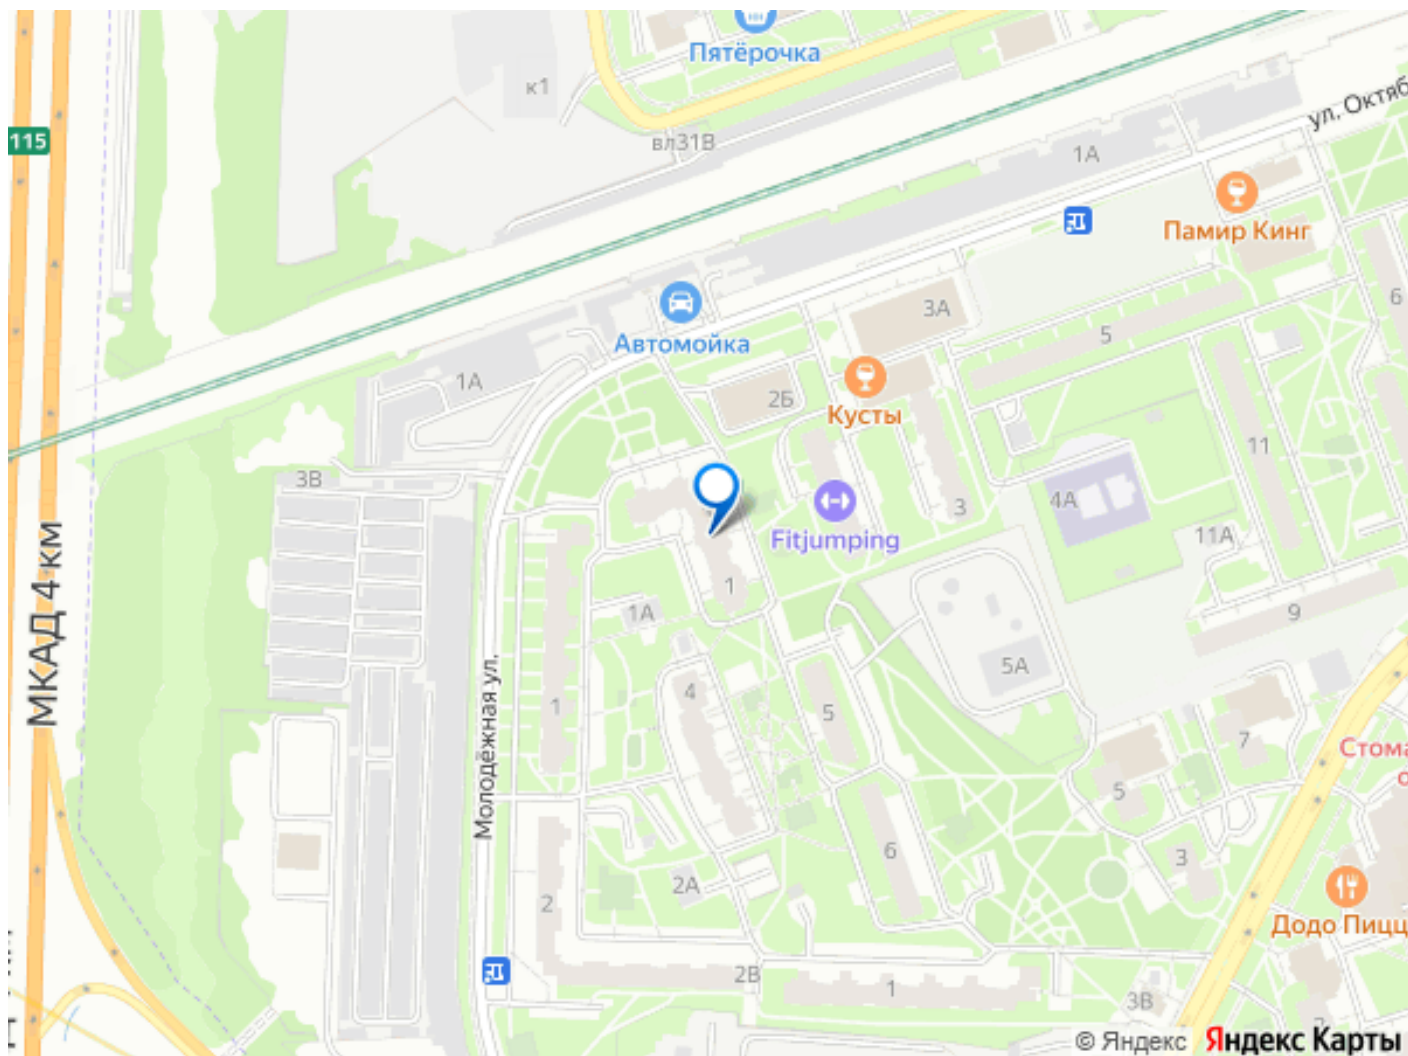 Пятёрочка
к1
вл31В
115
ул. Октяб
1А
Памир Кинг
3А
6
Автомойка
5
1А
2Б
Кусты
11
3В
4А
3
Fitjumping
11А
МКАД 4 км
1
1А
9
5А
Молодёжная ул.
4
1
5
7
Стома
о
5
6
3
2А
2
Додо Пицц
2В
1
3В
© Яндекс Яндекс Карты